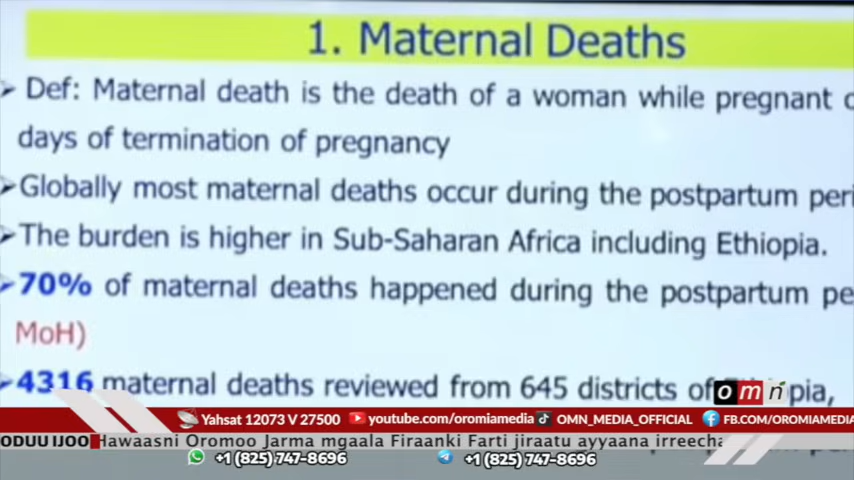 1. Maternal Deaths
➢ Def: Maternal death is the death of a woman while pregnant
days of termination of pregnancy
➢Globally most maternal deaths occur during the postpartum
➢The burden is higher in Sub-Saharan Africa including Ethiopia.
➢70% of maternal deaths happened during the postpartum
MoH)
➢4316 maternal deaths reviewed from 645 districts of
omn
Yahsat 12073 V 27500 youtube.com/oromiamedia OMN_MEDIA_OFFICIAL FB.COM/OROMIAMEDIA
ODUU IJOO Hawaasni Oromoo Jarma mgaala Firaanki Farti jiraatu ayyaana irreecha
+1 (825) 747-8696 +1 (825) 747-8696